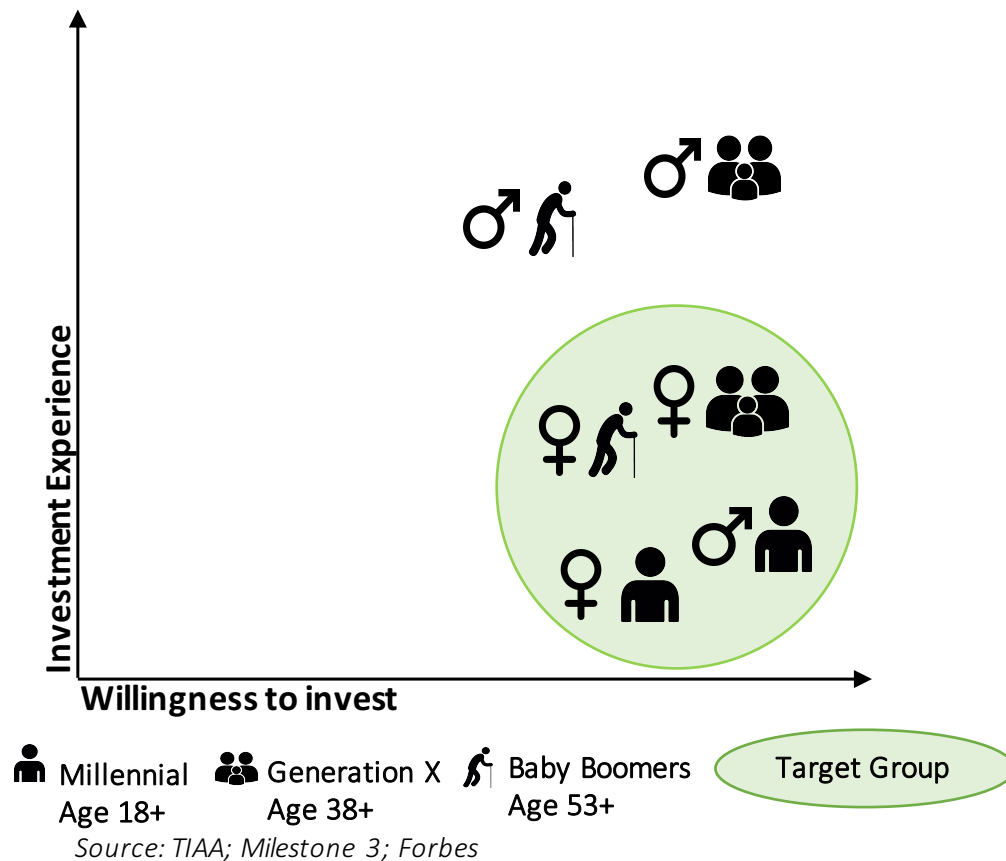 Investment Experience
Willingness to invest
Millennial
Age 18+
Generation X
Age 38+
Baby Boomers
Age 53+
Target Group
Source: TIAA; Milestone 3; Forbes